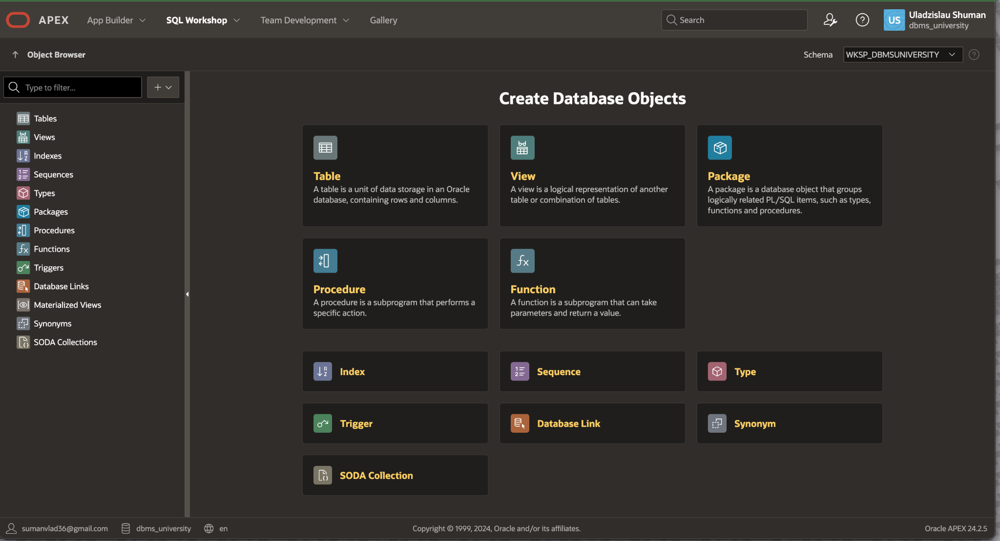 APEX
App Builder
SQL Workshop
Team Development
Gallery
Search
US
Uladzislau Shuman
dbms_university
Object Browser
Schema
WKSP_DBMSUNIVERSITY
Type to filter...
Tables
Views
Indexes
Sequences
Types
Packages
Procedures
Functions
Triggers
Database Links
Materialized Views
Synonyms
SODA Collections
Create Database Objects
Table
A table is a unit of data storage in an Oracle
database, containing rows and columns.
View
A view is a logical representation of another
table or combination of tables.
Package
A package is a database object that groups
logically related PL/SQL items, such as types,
functions and procedures.
Procedure
A procedure is a subprogram that performs a
specific action.
Function
A function is a subprogram that can take
parameters and return a value.
Index
Sequence
Type
Trigger
Database Link
Synonym
SODA Collection
sumanvlad36@gmail.com
dbms_university
en
Copyright © 1999, 2024, Oracle and/or its affiliates.
Oracle APEX 24.2.5